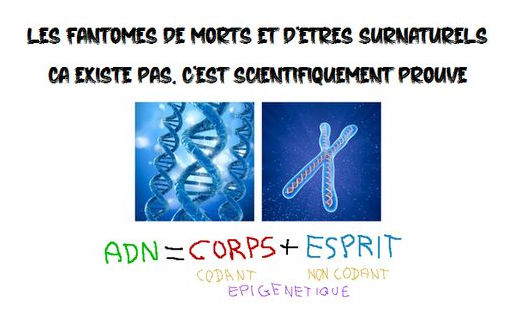 LES FANTOMES DE MORTS ET D'ETRES SURNATURELS
CA EXISTE PAS. C'EST SCIENTIFIQUEMENT PROUVE
ADN = CORPS + ESPRIT
CODANT NON CODANT
EPIGENETIQUE